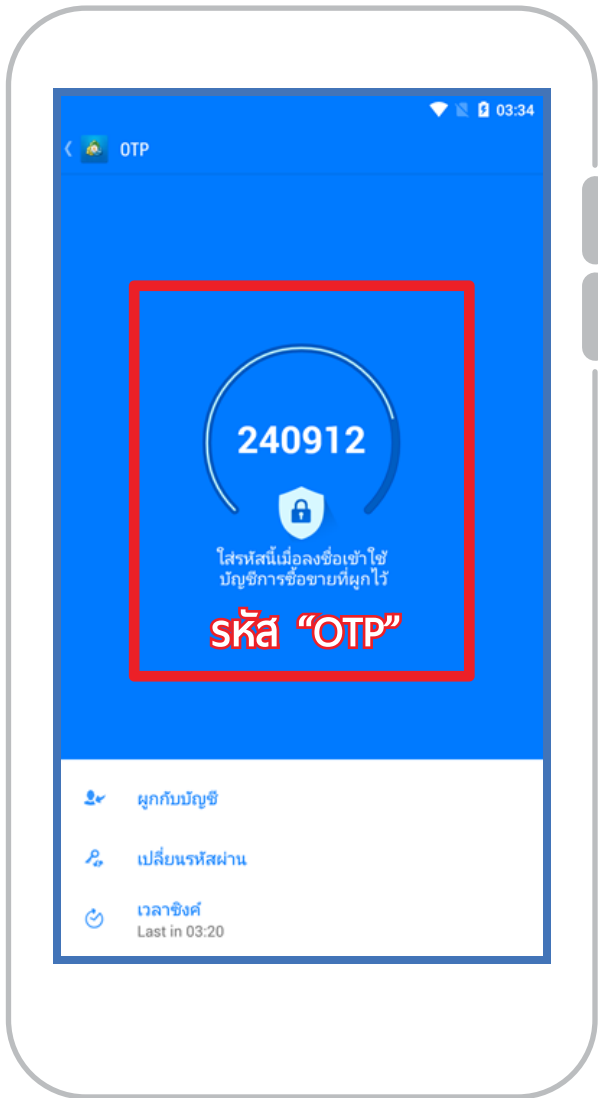 03:34
OTP
240912
ใส่รหัสนี้เมื่อลงชื่อเข้าใช้
บัญชีการซื้อขายที่ผูกไว้
รหัส “OTP”
ผูกกับบัญชี
เปลี่ยนรหัสผ่าน
เวลาซิงค์
Last in 03:20